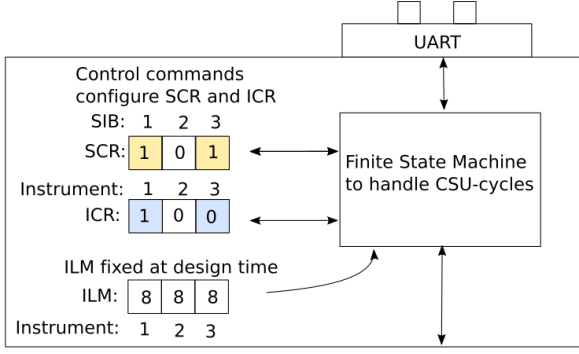 UART
Control commands
configure SCR and ICR
SIB: 1 2 3
SCR: 1 0 1
Instrument: 1 2 3
ICR: 1 0 0
Finite State Machine
to handle CSU-cycles
ILM fixed at design time
ILM: 8 8 8
Instrument: 1 2 3